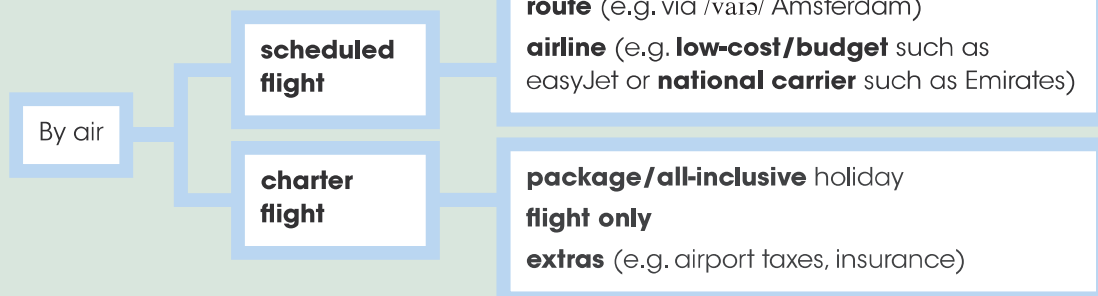 route (e.g. via /vaɪə/ Amsterdam)
scheduled
flight
airline (e.g. low-cost/budget such as
easyJet or national carrier such as Emirates)
By air
charter
flight
package/all-inclusive holiday
flight only
extras (e.g. airport taxes, insurance)